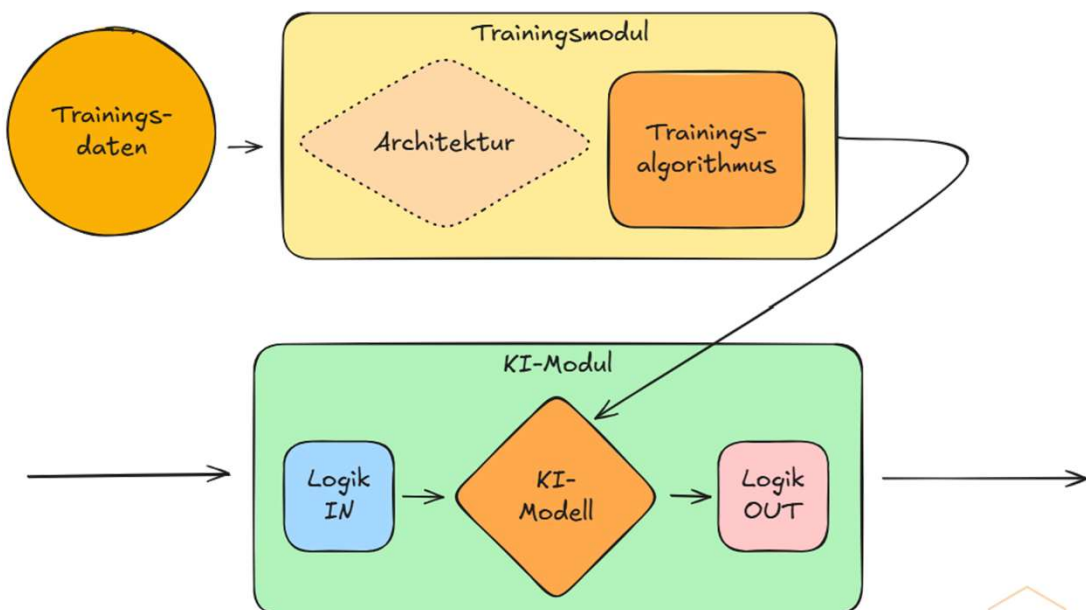 Trainingsmodul
Trainings-
daten
Architektur
Trainings-
algorithmus
KI-Modul
Logik
IN
KI-
Modell
Logik
OUT